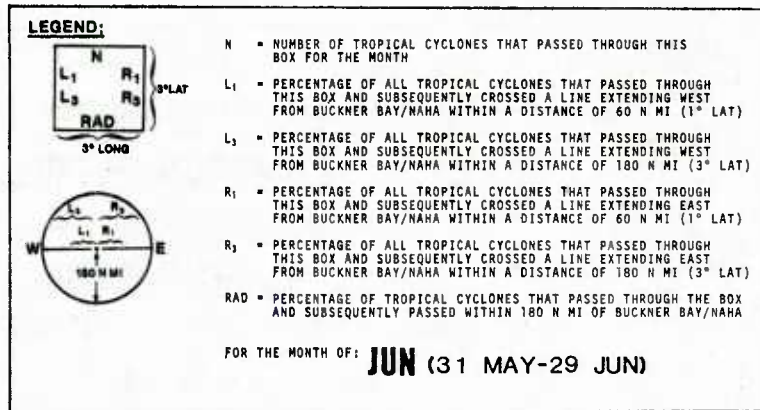 LEGEND:
N
L₁ R₁
L₃ R₃
RAD
3°LAT
3° LONG
L₃ R₃
L₁ R₁
W E
180 N MI
N = NUMBER OF TROPICAL CYCLONES THAT PASSED THROUGH THIS
BOX FOR THE MONTH
L₁ = PERCENTAGE OF ALL TROPICAL CYCLONES THAT PASSED THROUGH
THIS BOX AND SUBSEQUENTLY CROSSED A LINE EXTENDING WEST
FROM BUCKNER BAY/NAHA WITHIN A DISTANCE OF 60 N MI (1° LAT)
L₃ = PERCENTAGE OF ALL TROPICAL CYCLONES THAT PASSED THROUGH
THIS BOX AND SUBSEQUENTLY CROSSED A LINE EXTENDING WEST
FROM BUCKNER BAY/NAHA WITHIN A DISTANCE OF 180 N MI (3° LAT)
R₁ = PERCENTAGE OF ALL TROPICAL CYCLONES THAT PASSED THROUGH
THIS BOX AND SUBSEQUENTLY CROSSED A LINE EXTENDING EAST
FROM BUCKNER BAY/NAHA WITHIN A DISTANCE OF 60 N MI (1° LAT)
R₃ = PERCENTAGE OF ALL TROPICAL CYCLONES THAT PASSED THROUGH
THIS BOX AND SUBSEQUENTLY CROSSED A LINE EXTENDING EAST
FROM BUCKNER BAY/NAHA WITHIN A DISTANCE OF 180 N MI (3° LAT)
RAD = PERCENTAGE OF TROPICAL CYCLONES THAT PASSED THROUGH THE BOX
AND SUBSEQUENTLY PASSED WITHIN 180 N MI OF BUCKNER BAY/NAHA
FOR THE MONTH OF: JUN (31 MAY-29 JUN)